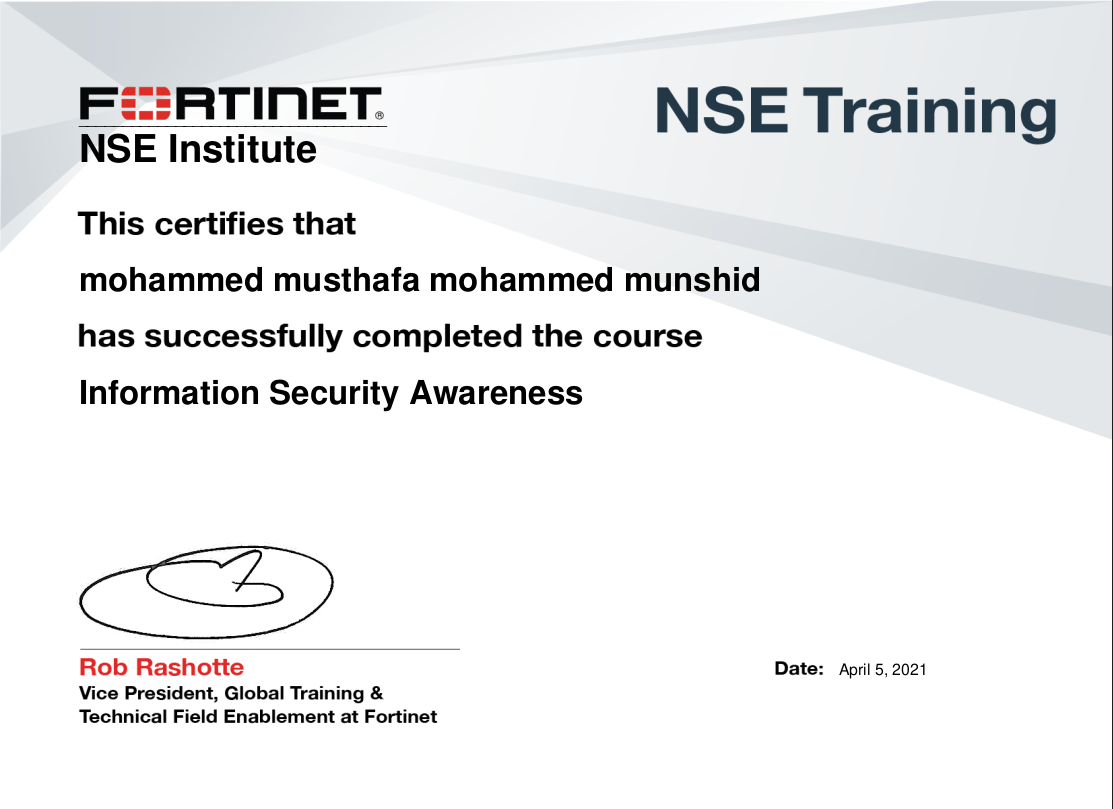 FORTINET®
NSE Institute
NSE Training
This certifies that
mohammed musthafa mohammed munshid
has successfully completed the course
Information Security Awareness
Rob Rashotte
Vice President, Global Training &
Technical Field Enablement at Fortinet
Date: April 5, 2021